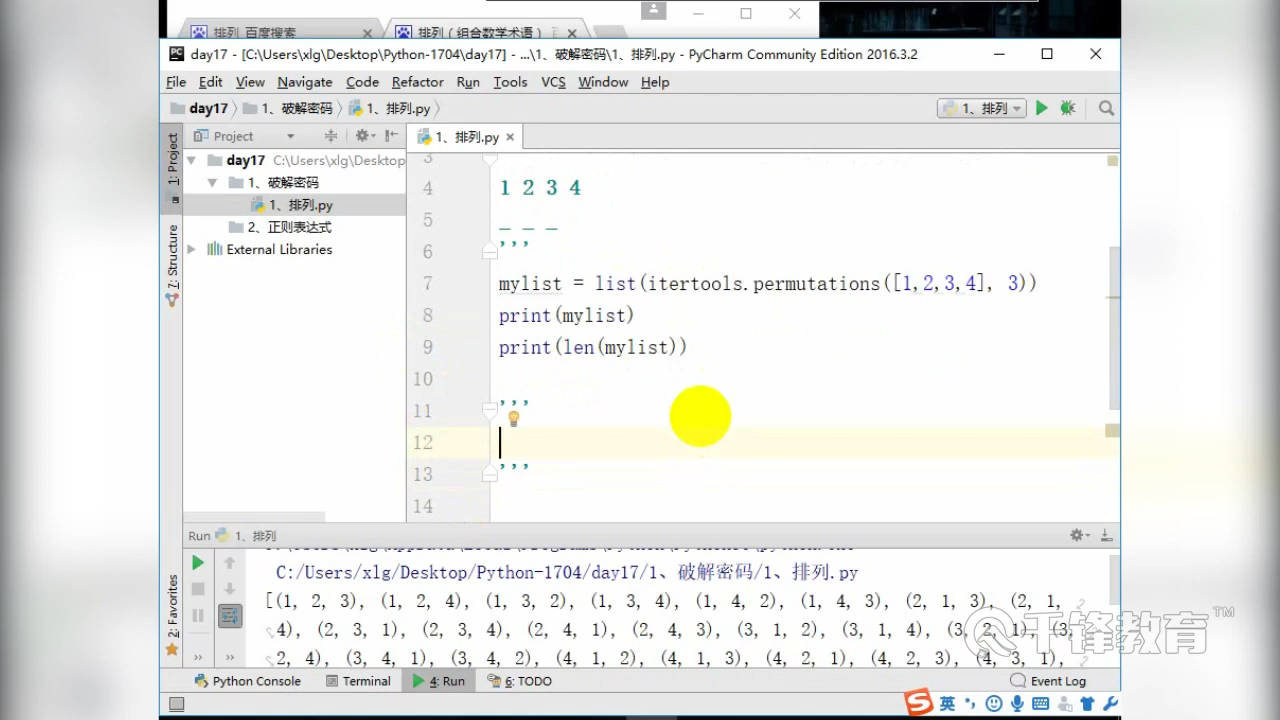 排列_百度搜索
排列（组合数学术语）
day17 - [C:\Users\xlg\Desktop\Python-1704\day17] - ...\1、破解密码\1、排列.py - PyCharm Community Edition 2016.3.2
File Edit View Navigate Code Refactor Run Tools VCS Window Help
day17 1、破解密码 1、排列.py 1、排列
1: Project
Project
1、排列.py
day17 C:\Users\xlg\Desktop
1、破解密码
1、排列.py
2、正则表达式
External Libraries
7: Structure
2: Favorites
3
4 1 2 3 4
5 _ _ _
6 '''
7 mylist = list(itertools.permutations([1,2,3,4], 3))
8 print(mylist)
9 print(len(mylist))
10
11 '''
12
13 '''
14
Run 1、排列
C:/Users/xlg/Desktop/Python-1704/day17/1、破解密码/1、排列.py
[(1, 2, 3), (1, 2, 4), (1, 3, 2), (1, 3, 4), (1, 4, 2), (1, 4, 3), (2, 1, 3), (2, 1,
4), (2, 3, 1), (2, 3, 4), (2, 4, 1), (2, 4, 3), (3, 1, 2), (3, 1, 4), (3, 2, 1), (3,
2, 4), (3, 4, 1), (3, 4, 2), (4, 1, 2), (4, 1, 3), (4, 2, 1), (4, 2, 3), (4, 3, 1),
千锋教育™
Python Console Terminal 4: Run 6: TODO Event Log
英